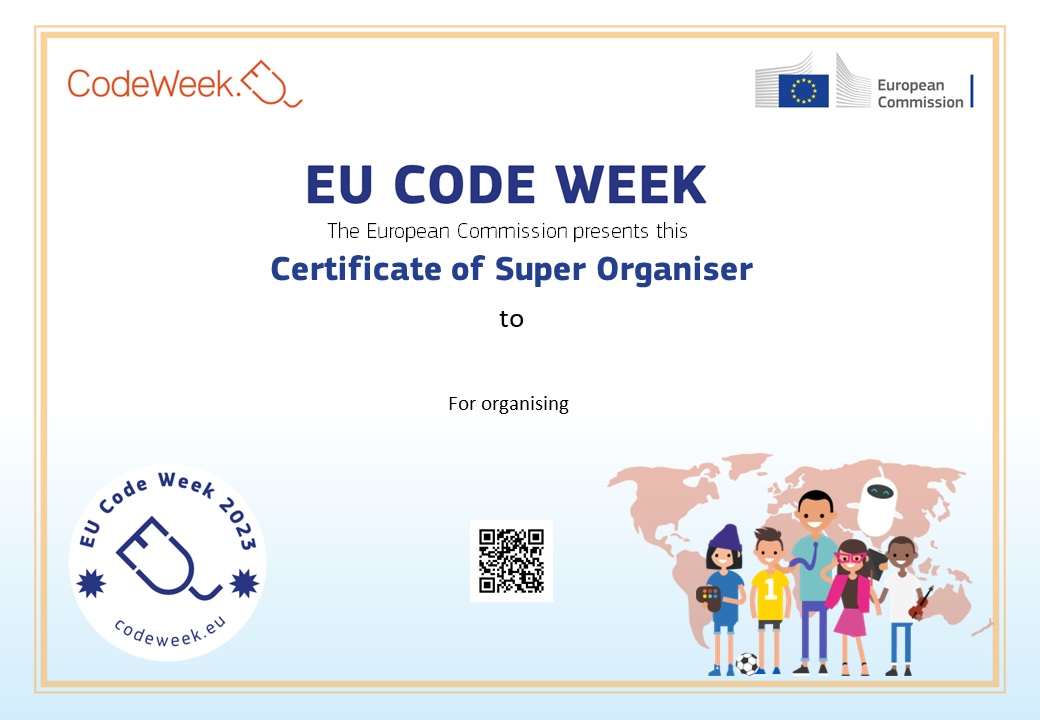 CodeWeek.EU
European
Commission
EU CODE WEEK
The European Commission presents this
Certificate of Super Organiser
to
For organising
EU Code Week 2023
codeweek.eu
1